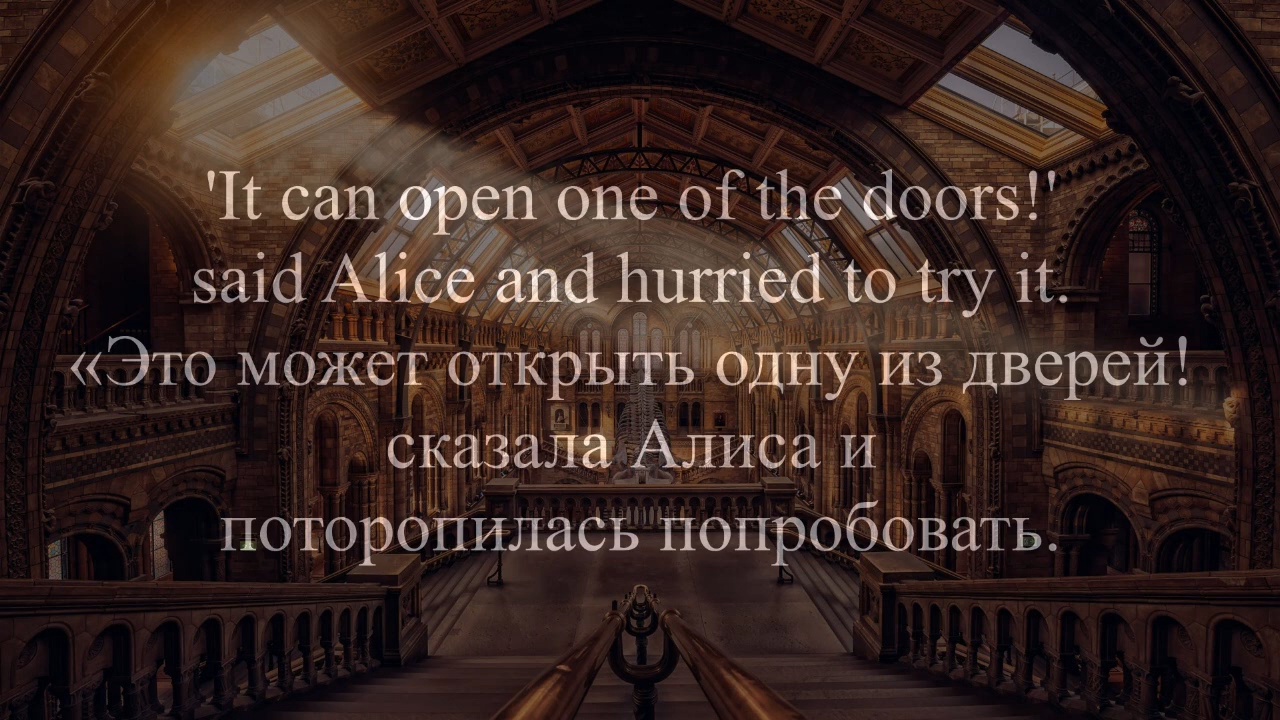 'It can open one of the doors!'
said Alice and hurried to try it.
«Это может открыть одну из дверей!
сказала Алиса и
поторопилась попробовать.